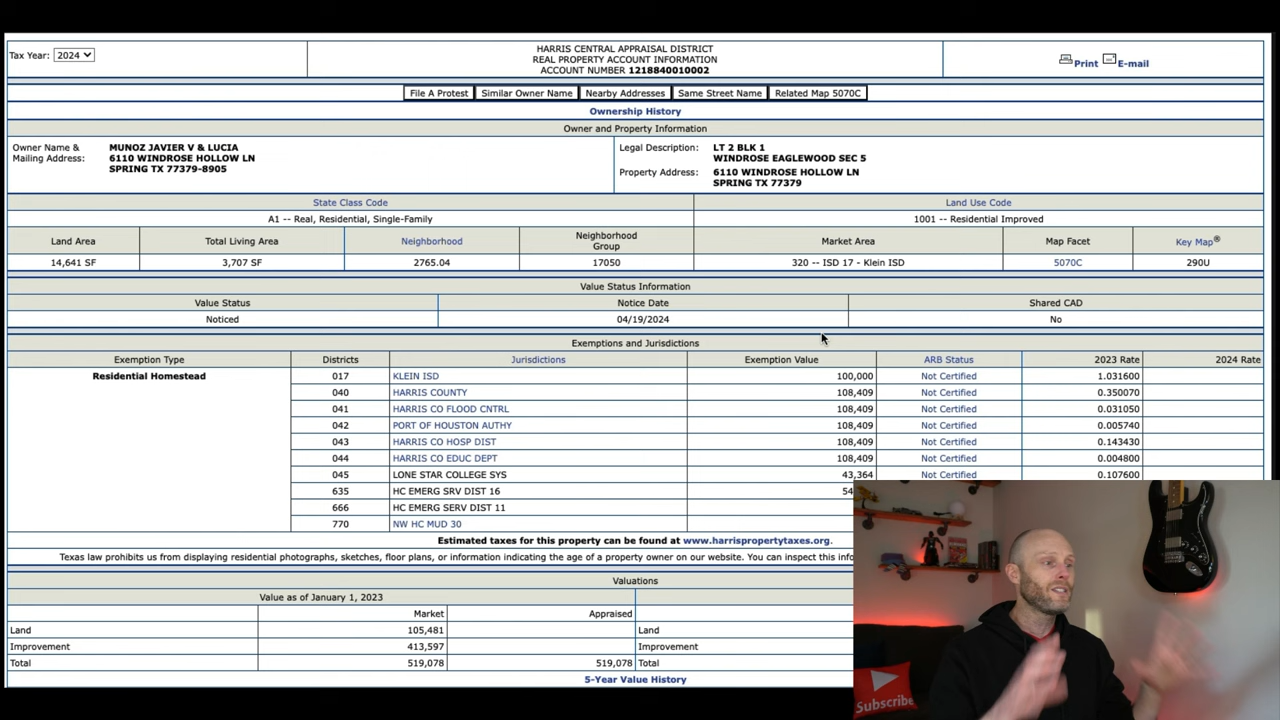 Tax Year: 2024
HARRIS CENTRAL APPRAISAL DISTRICT
REAL PROPERTY ACCOUNT INFORMATION
ACCOUNT NUMBER 1218840010002
Print E-mail
File A Protest Similar Owner Name Nearby Addresses Same Street Name Related Map 5070C
Ownership History
Owner and Property Information
Owner Name & Mailing Address:
MUNOZ JAVIER V & LUCIA
6110 WINDROSE HOLLOW LN
SPRING TX 77379-8905
Legal Description: LT 2 BLK 1
WINDROSE EAGLEWOOD SEC 5
Property Address: 6110 WINDROSE HOLLOW LN
SPRING TX 77379
State Class Code Land Use Code
A1 -- Real, Residential, Single-Family 1001 -- Residential Improved
Land Area Total Living Area Neighborhood Neighborhood Group Market Area Map Facet Key Map®
14,641 SF 3,707 SF 2765.04 17050 320 -- ISD 17 - Klein ISD 5070C 290U
Value Status Information
Value Status Notice Date Shared CAD
Noticed 04/19/2024 No
Exemptions and Jurisdictions
Exemption Type Districts Jurisdictions Exemption Value ARB Status 2023 Rate 2024 Rate
Residential Homestead 017 KLEIN ISD 100,000 Not Certified 1.031600
040 HARRIS COUNTY 108,409 Not Certified 0.350070
041 HARRIS CO FLOOD CNTRL 108,409 Not Certified 0.031050
042 PORT OF HOUSTON AUTHY 108,409 Not Certified 0.005740
043 HARRIS CO HOSP DIST 108,409 Not Certified 0.143430
044 HARRIS CO EDUC DEPT 108,409 Not Certified 0.004800
045 LONE STAR COLLEGE SYS 43,364 Not Certified 0.107600
635 HC EMERG SRV DIST 16 54
666 HC EMERG SERV DIST 11
770 NW HC MUD 30
Estimated taxes for this property can be found at www.harrispropertytaxes.org.
Texas law prohibits us from displaying residential photographs, sketches, floor plans, or information indicating the age of a property owner on our website. You can inspect this info
Valuations
Value as of January 1, 2023
Market Appraised
Land 105,481 Land
Improvement 413,597 Improvement
Total 519,078 519,078 Total
5-Year Value History
Subscribe